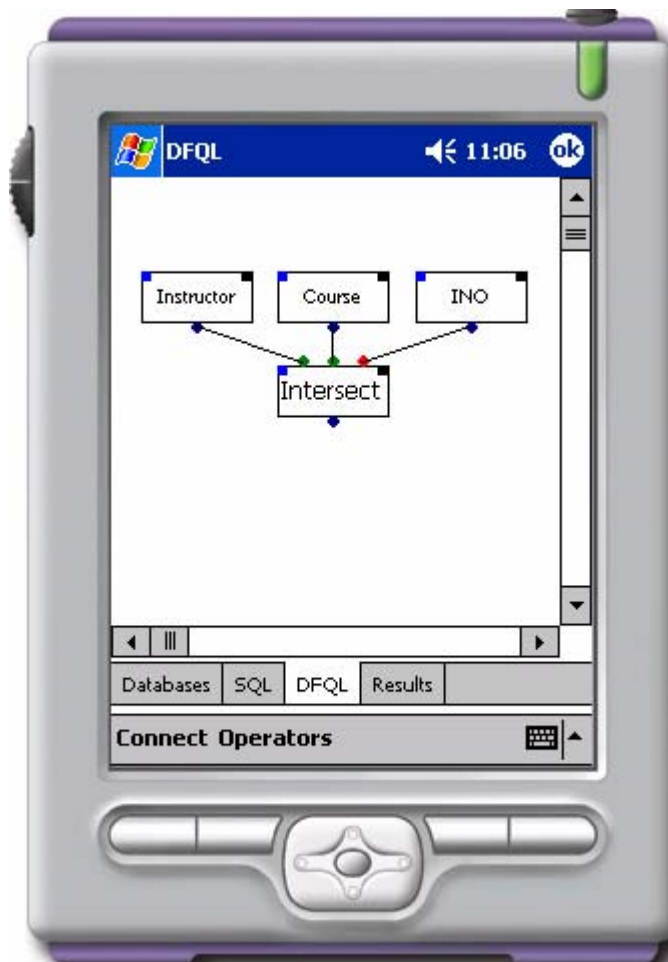 DFQL 11:06 ok
Instructor Course INO
Intersect
Databases SQL DFQL Results
Connect Operators